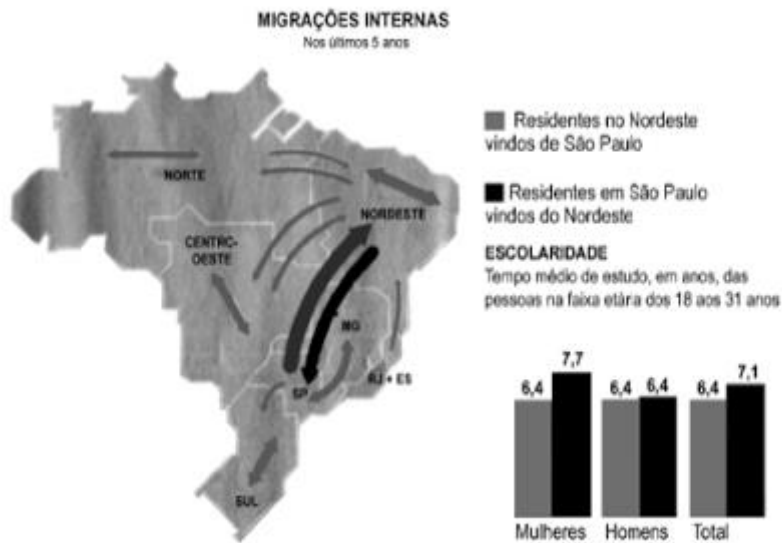 MIGRAÇÕES INTERNAS
Nos últimos 5 anos
NORTE
NORDESTE
CENTRO-
OESTE
MG
RJ + ES
SP
SUL
Residentes no Nordeste
vindos de São Paulo
Residentes em São Paulo
vindos do Nordeste
ESCOLARIDADE
Tempo médio de estudo, em anos, das
pessoas na faixa etára dos 18 aos 31 anos
6,4 7,7 6,4 6,4 6,4 7,1
Mulheres Homens Total